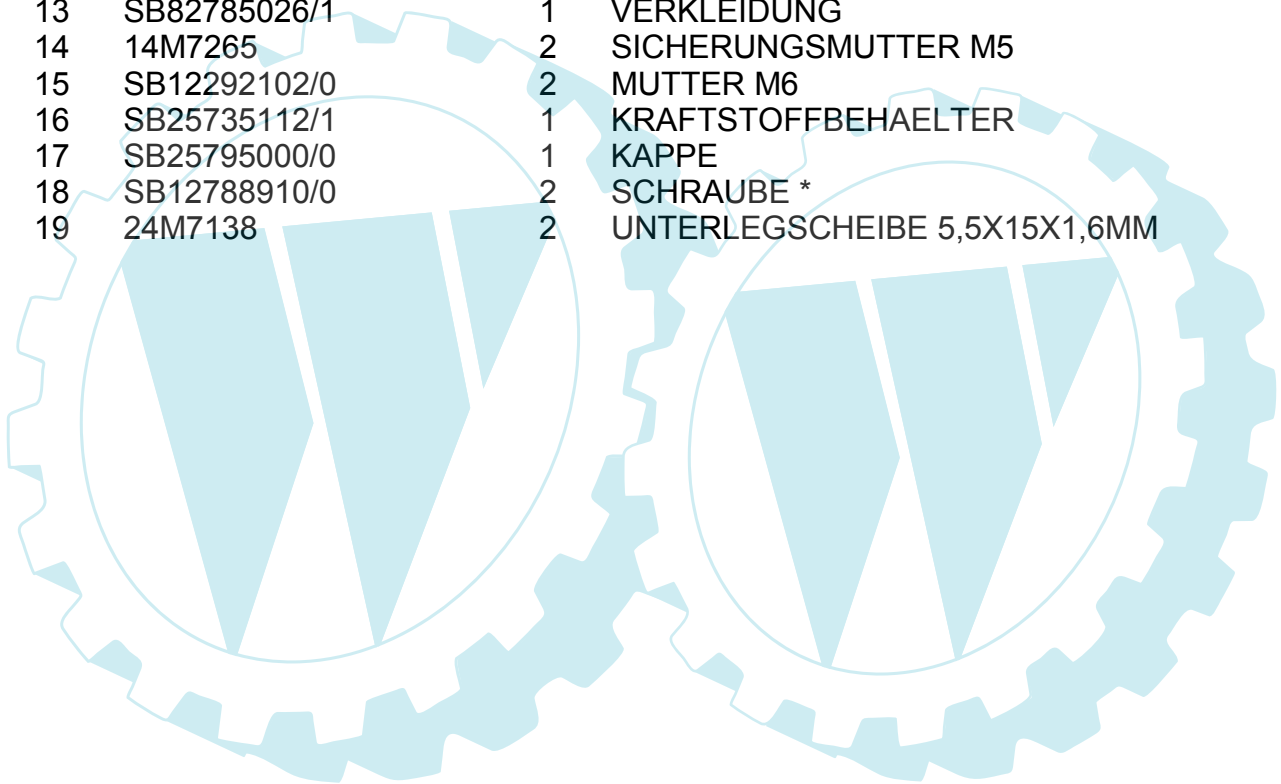 13 SB82785026/1 1 VERKLEIDUNG
14 14M7265 2 SICHERUNGSMUTTER M5
15 SB12292102/0 2 MUTTER M6
16 SB25735112/1 1 KRAFTSTOFFBEHAELTER
17 SB25795000/0 1 KAPPE
18 SB12788910/0 2 SCHRAUBE *
19 24M7138 2 UNTERLEGSCHEIBE 5,5X15X1,6MM